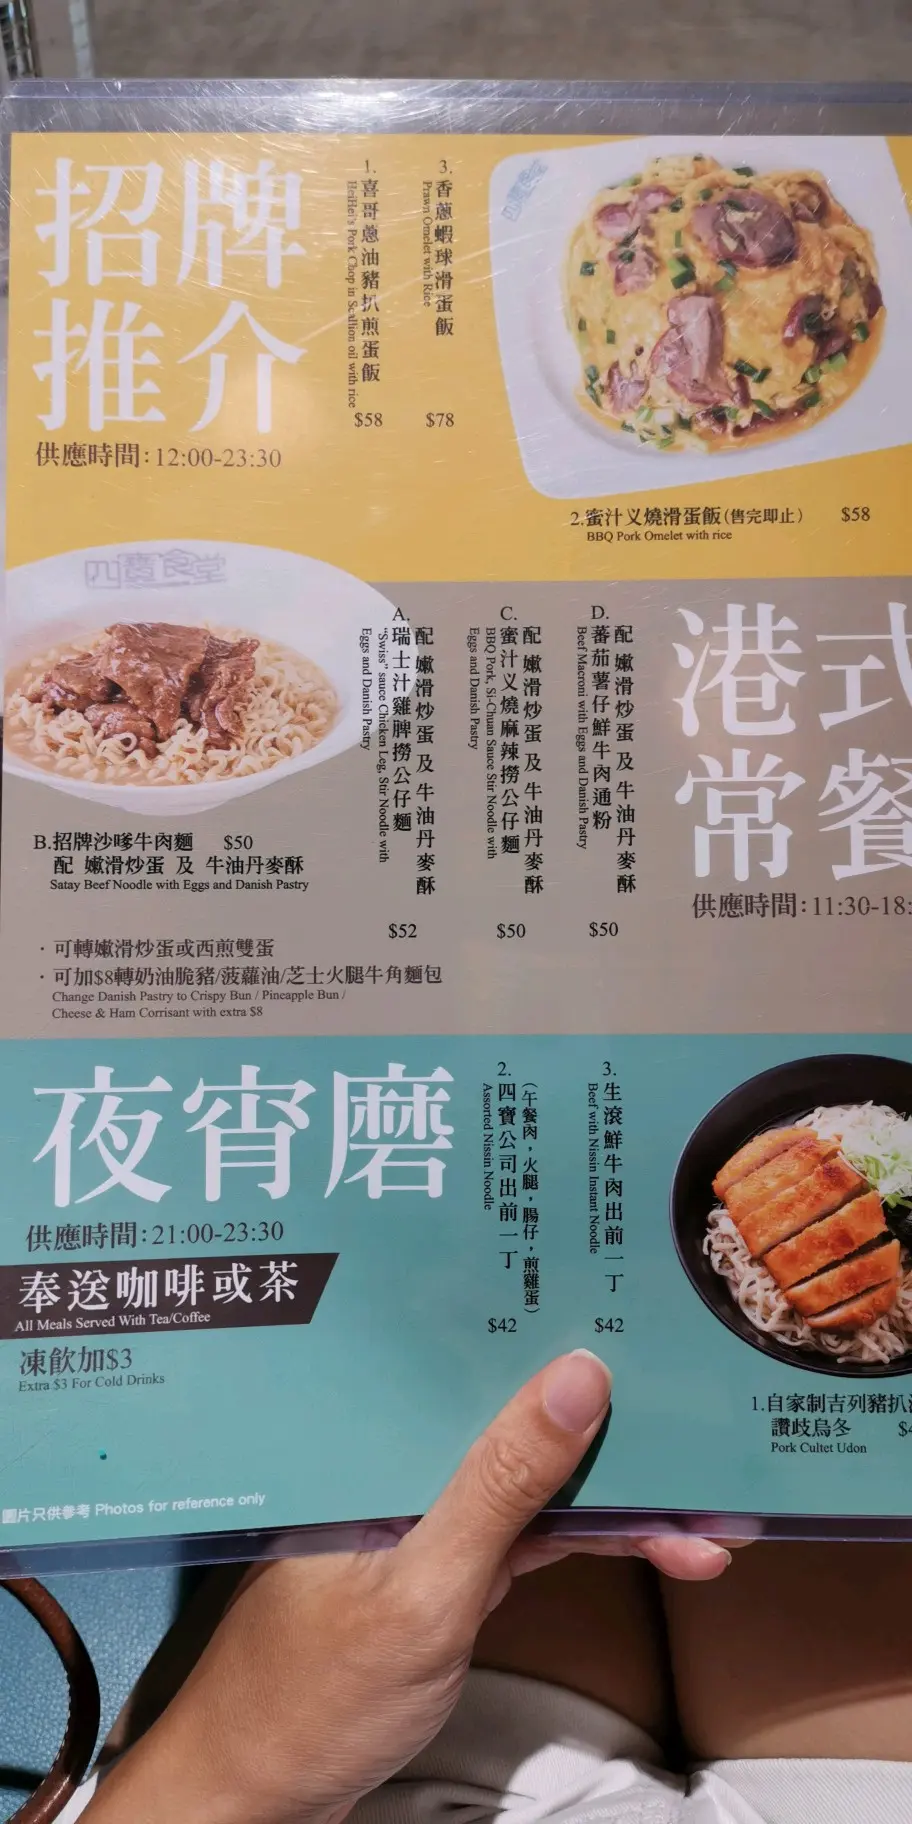 招牌
推介
供應時間：12:00-23:30
1.
喜哥蔥油豬扒煎蛋飯
HeiHei's Pork Chop in Scallion oil with rice
$58
3.
香蔥蝦球滑蛋飯
Prawn Omelet with Rice
$78
2.蜜汁义燒滑蛋飯(售完即止) $58
BBQ Pork Omelet with rice
四寶食堂
港式
常餐
供應時間：11:30-18:
A.
瑞士汁雞脾撈公仔麵
配 嫩滑炒蛋 及 牛油丹麥酥
"Swiss" sauce Chicken Leg, Stir Noodle with
Eggs and Danish Pastry
$52
B.招牌沙嗲牛肉麵 $50
配 嫩滑炒蛋 及 牛油丹麥酥
Satay Beef Noodle with Eggs and Danish Pastry
C.
蜜汁义燒麻辣撈公仔麵
配 嫩滑炒蛋 及 牛油丹麥酥
BBQ Pork, Si-Chuan Sauce Stir Noodle with
Eggs and Danish Pastry
$50
D.
蕃茄薯仔鮮牛肉通粉
配 嫩滑炒蛋 及 牛油丹麥酥
Beef Macroni with Eggs and Danish Pastry
$50
· 可轉嫩滑炒蛋或西煎雙蛋
· 可加$8轉奶油脆豬/菠蘿油/芝士火腿牛角麵包
Change Danish Pastry to Crispy Bun / Pineapple Bun /
Cheese & Ham Corrisant with extra $8
夜宵磨
供應時間：21:00-23:30
奉送咖啡或茶
All Meals Served With Tea/Coffee
凍飲加$3
Extra $3 For Cold Drinks
2.
四寶公司出前一丁
(午餐肉，火腿，腸仔，煎雞蛋)
Assorted Nissin Noodle
$42
3.
生滾鮮牛肉出前一丁
Beef with Nissin Instant Noodle
$42
1.自家制吉列豬扒
讚歧烏冬 $4
Pork Cultet Udon
圖片只供參考 Photos for reference only